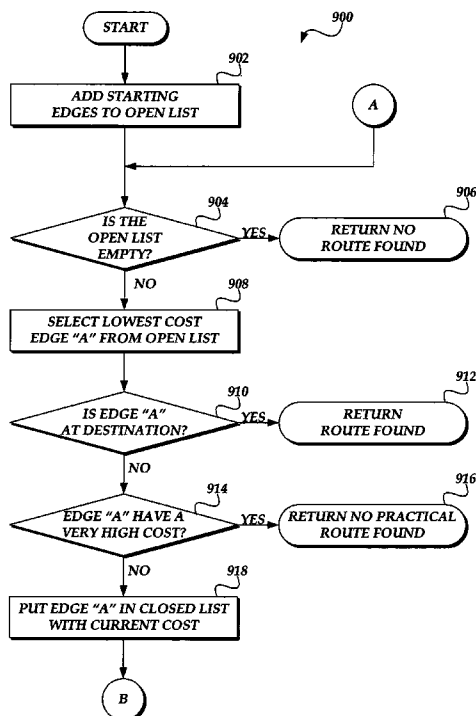 START
900
902
ADD STARTING
EDGES TO OPEN LIST
A
904
IS THE
OPEN LIST
EMPTY?
YES
906
RETURN NO
ROUTE FOUND
NO
908
SELECT LOWEST COST
EDGE "A" FROM OPEN LIST
910
IS EDGE "A"
AT DESTINATION?
YES
912
RETURN
ROUTE FOUND
NO
914
EDGE "A" HAVE A
VERY HIGH COST?
YES
916
RETURN NO PRACTICAL
ROUTE FOUND
NO
918
PUT EDGE "A" IN CLOSED LIST
WITH CURRENT COST
B